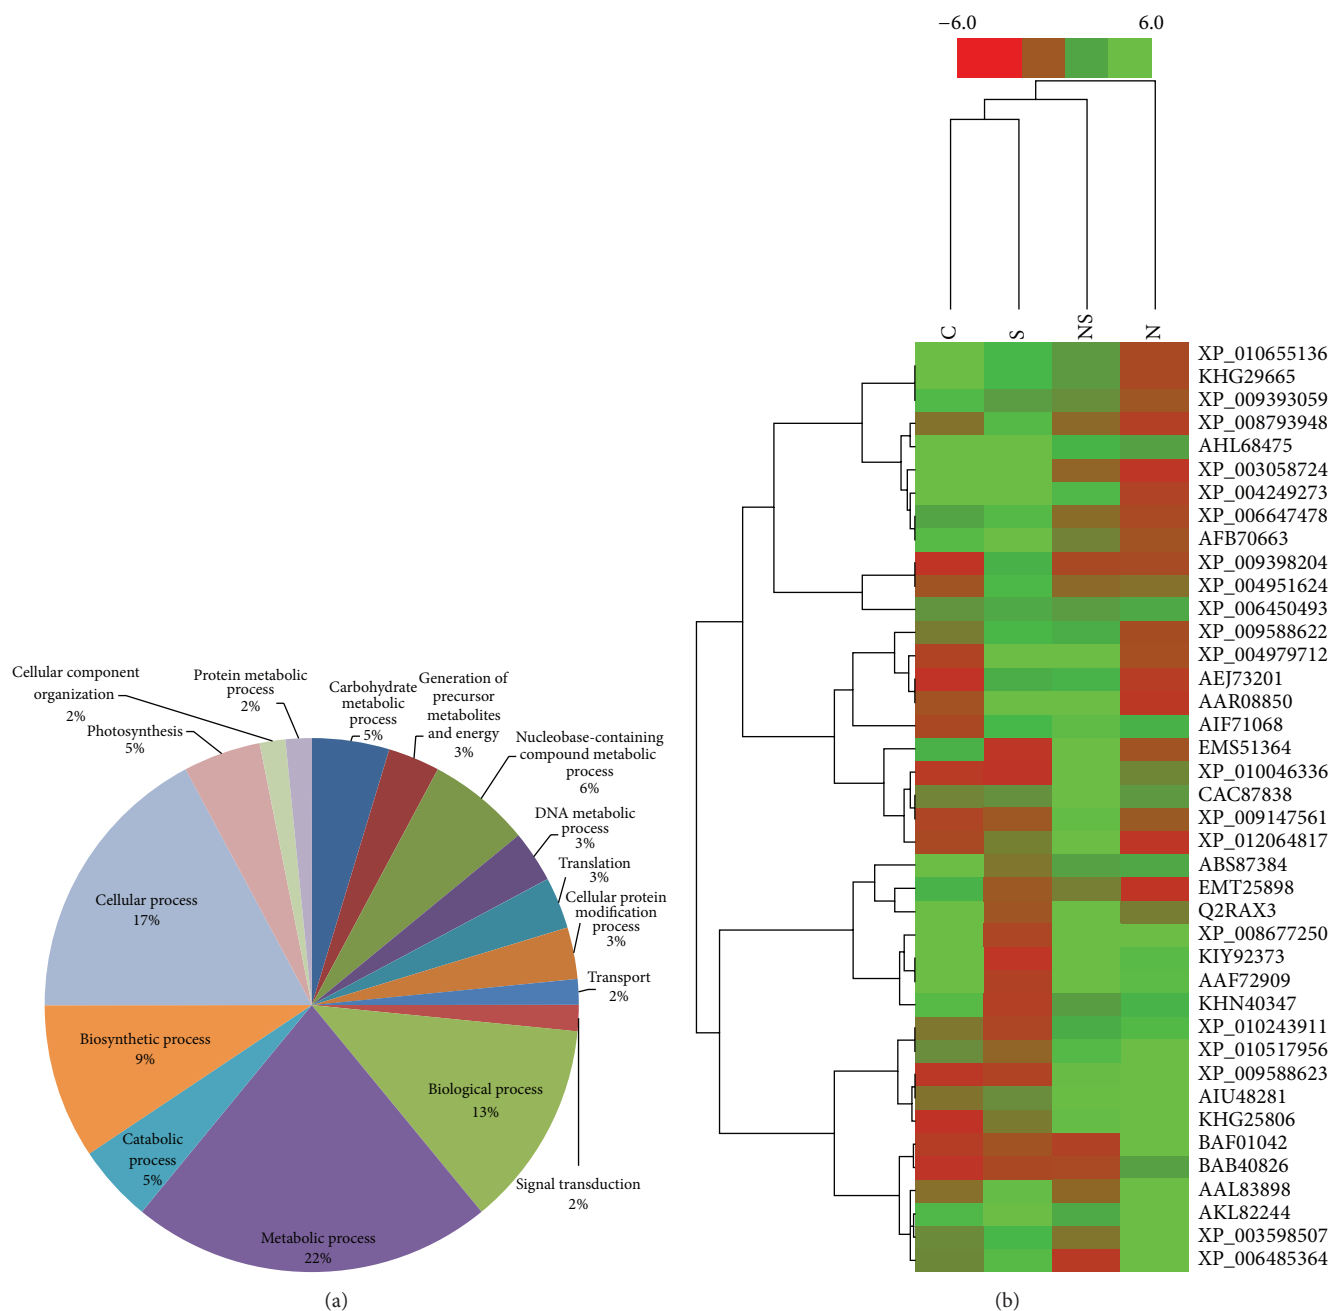 −6.0 6.0
C
S
NS
N
XP_010655136
KHG29665
XP_009393059
XP_008793948
AHL68475
XP_003058724
XP_004249273
XP_006647478
AFB70663
XP_009398204
XP_004951624
XP_006450493
XP_009588622
XP_004979712
AEJ73201
AAR08850
AIF71068
EMS51364
XP_010046336
CAC87838
XP_009147561
XP_012064817
ABS87384
EMT25898
Q2RAX3
XP_008677250
KIY92373
AAF72909
KHN40347
XP_010243911
XP_010517956
XP_009588623
AIU48281
KHG25806
BAF01042
BAB40826
AAL83898
AKL82244
XP_003598507
XP_006485364
Cellular component
organization
2%
Photosynthesis
5%
Protein metabolic
process
2%
Carbohydrate
metabolic
process
5%
Generation of
precursor
metabolites
and energy
3%
Nucleobase-containing
compound metabolic
process
6%
DNA metabolic
process
3%
Translation
3%
Cellular protein
modification
process
3%
Transport
2%
Signal transduction
2%
Biological process
13%
Metabolic process
22%
Catabolic
process
5%
Biosynthetic process
9%
Cellular process
17%
(a)
(b)